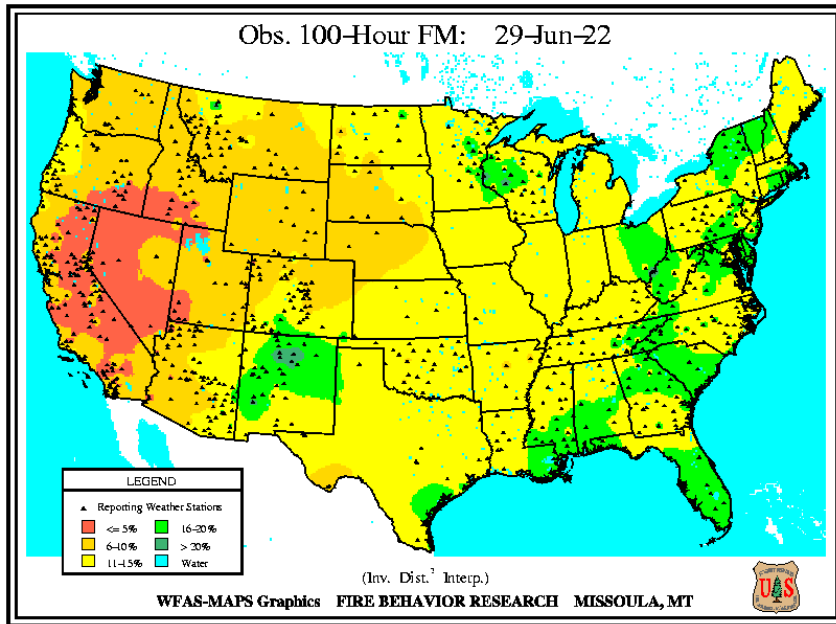 Obs. 100-Hour FM: 29-Jun-22
LEGEND
Reporting Weather Stations
<= 5%
16-20%
6-10%
> 20%
11-15%
Water
(Inv. Dist.² Interp.)
WFAS-MAPS Graphics FIRE BEHAVIOR RESEARCH MISSOULA, MT
U S